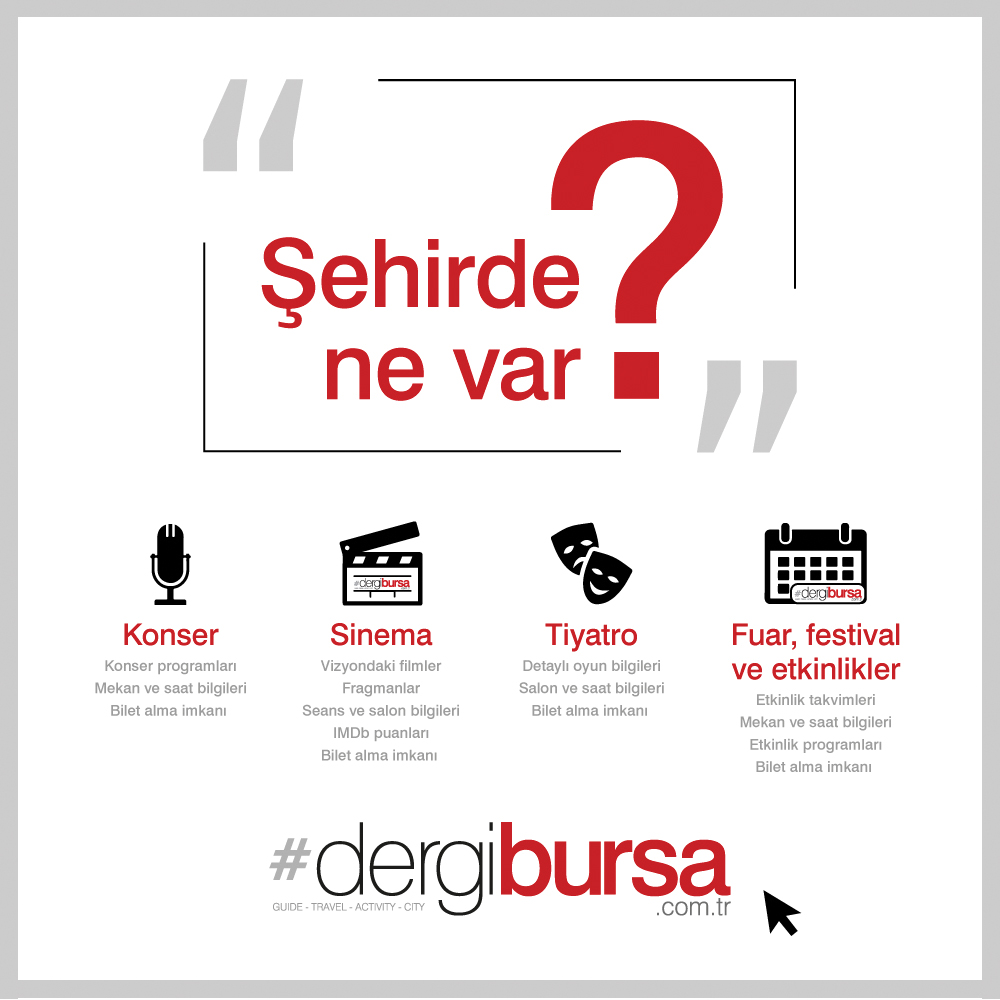 “
Şehirde
ne var?
”
#dergibursa
#dergibursa
Konser
Konser programları
Mekan ve saat bilgileri
Bilet alma imkanı
Sinema
Vizyondaki filmler
Fragmanlar
Seans ve salon bilgileri
IMDb puanları
Bilet alma imkanı
Tiyatro
Detaylı oyun bilgileri
Salon ve saat bilgileri
Bilet alma imkanı
Fuar, festival
ve etkinlikler
Etkinlik takvimleri
Mekan ve saat bilgileri
Etkinlik programları
Bilet alma imkanı
#dergibursa
GUIDE - TRAVEL - ACTIVITY - CITY
.com.tr